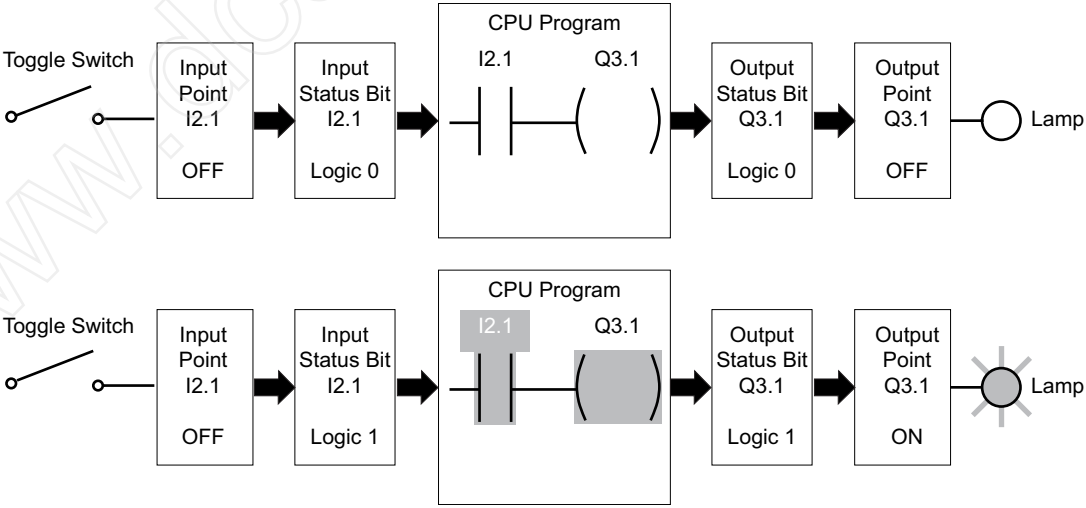 CPU Program
Toggle Switch
Input
Point
I2.1
OFF
Input
Status Bit
I2.1
Logic 0
I2.1
Q3.1
Output
Status Bit
Q3.1
Logic 0
Output
Point
Q3.1
OFF
Lamp
CPU Program
Toggle Switch
Input
Point
I2.1
OFF
Input
Status Bit
I2.1
Logic 1
I2.1
Q3.1
Output
Status Bit
Q3.1
Logic 1
Output
Point
Q3.1
ON
Lamp